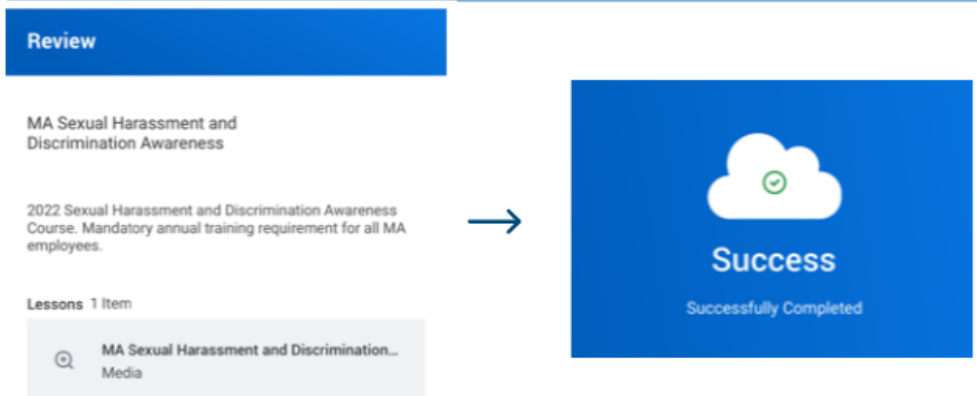 Review
MA Sexual Harassment and
Discrimination Awareness
2022 Sexual Harassment and Discrimination Awareness
Course. Mandatory annual training requirement for all MA
employees.
Lessons 1 Item
MA Sexual Harassment and Discrimination...
Media
Success
Successfully Completed